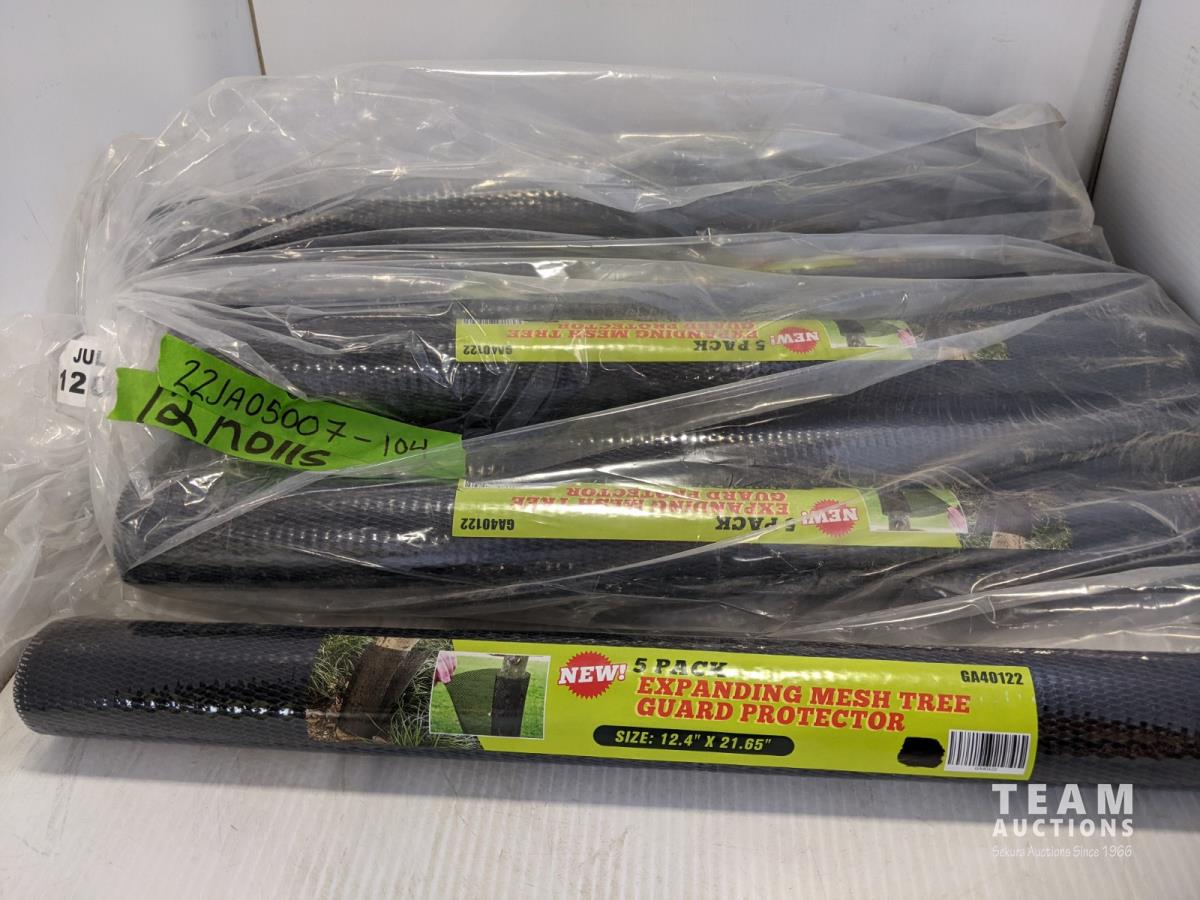 JUL
12
22JA05007-104
12 rolls
5 PACK
EXPANDING MESH TREE
GUARD PROTECTOR
NEW!
GA40122
5 PACK
EXPANDING MESH TREE
GUARD PROTECTOR
NEW!
GA40122
NEW! 5 PACK
GA40122
EXPANDING MESH TREE
GUARD PROTECTOR
SIZE: 12.4" X 21.65"
TEAM
AUCTIONS
Sekura Auctions Since 1966